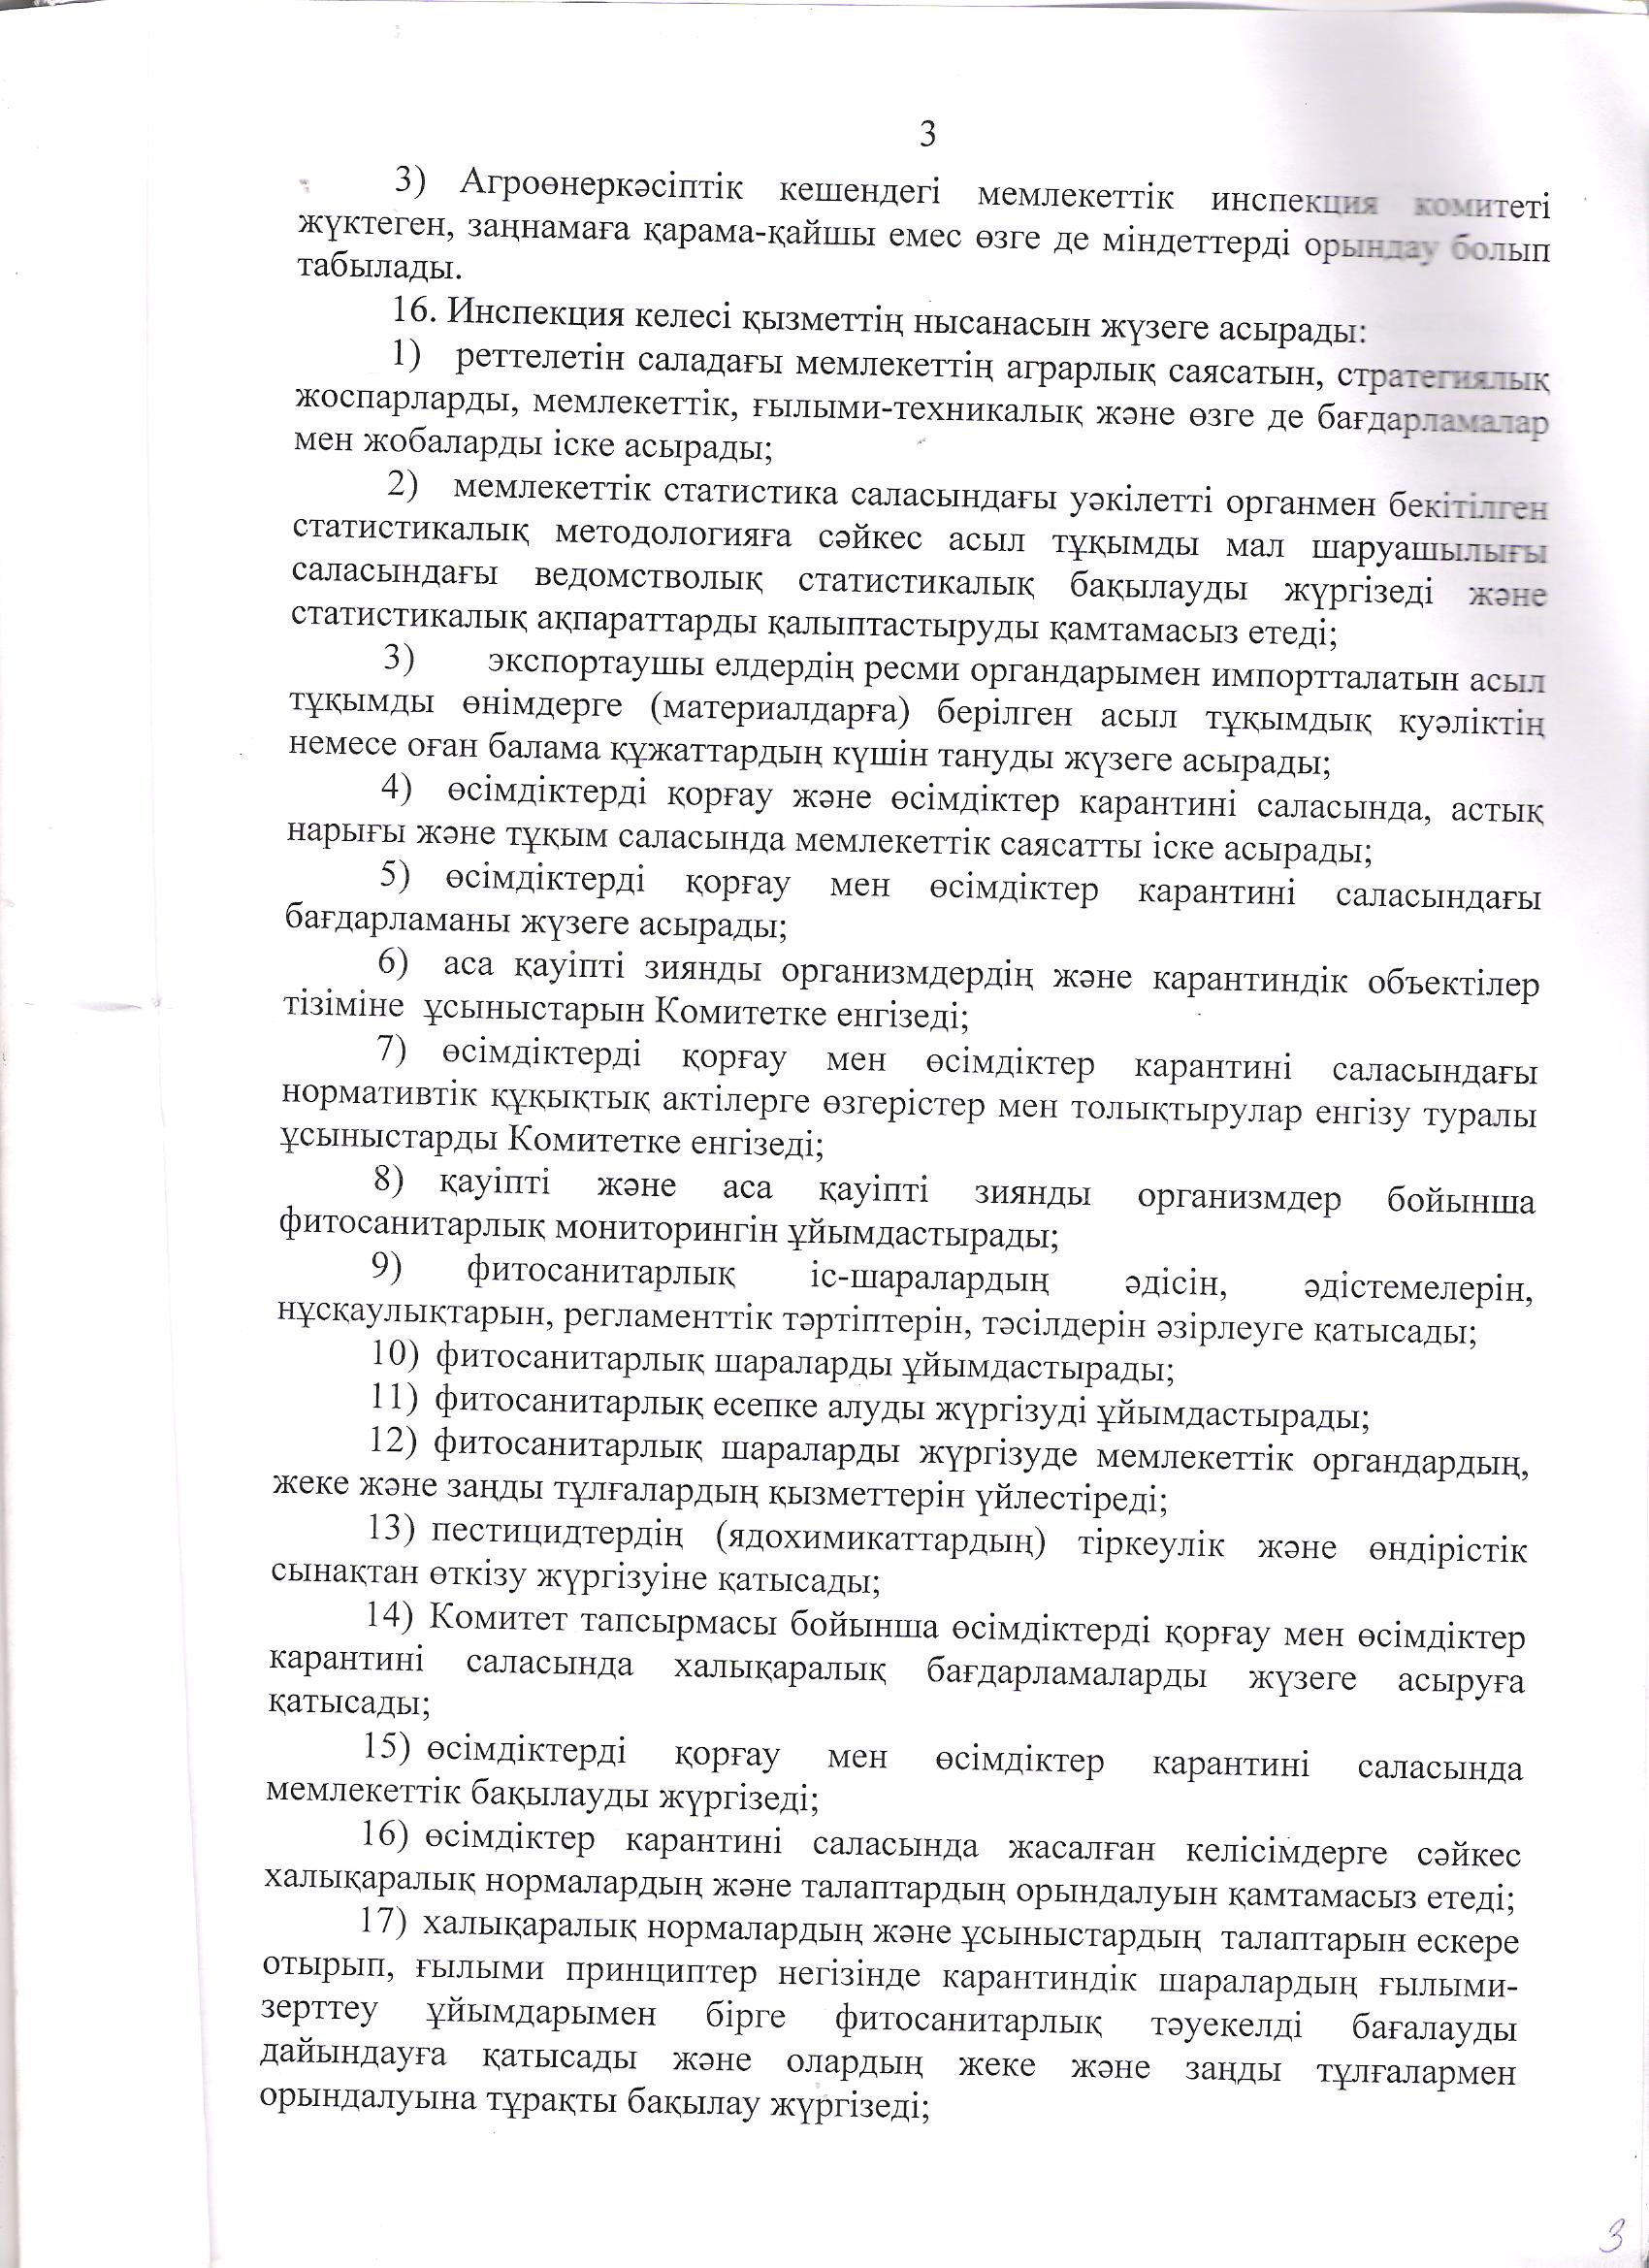 3
3) Агроөнеркәсіптік кешендегі мемлекеттік инспекция комитеті
жүктеген, заңнамаға қарама-қайшы емес өзге де міндеттерді орындау болып
табылады.
16. Инспекция келесі қызметтің нысанасын жүзеге асырады:
1) реттелетін саладағы мемлекеттің аграрлық саясатын, стратегиялық
жоспарларды, мемлекеттік, ғылыми-техникалық және өзге де бағдарламалар
мен жобаларды іске асырады;
2) мемлекеттік статистика саласындағы уәкілетті органмен бекітілген
статистикалық методологияға сәйкес асыл тұқымды мал шаруашылығы
саласындағы ведомстволық статистикалық бақылауды жүргізеді және
статистикалық ақпараттарды қалыптастыруды қамтамасыз етеді;
3) экспортаушы елдердің ресми органдарымен импортталатын асыл
тұқымды өнімдерге (материалдарға) берілген асыл тұқымдық куәліктің
немесе оған балама құжаттардың күшін тануды жүзеге асырады;
4) өсімдіктерді қорғау және өсімдіктер карантині саласында, астық
нарығы және тұқым саласында мемлекеттік саясатты іске асырады;
5) өсімдіктерді қорғау мен өсімдіктер карантині саласындағы
бағдарламаны жүзеге асырады;
6) аса қауіпті зиянды организмдердің және карантиндік объектілер
тізіміне ұсыныстарын Комитетке енгізеді;
7) өсімдіктерді қорғау мен өсімдіктер карантині саласындағы
нормативтік құқықтық актілерге өзгерістер мен толықтырулар енгізу туралы
ұсыныстарды Комитетке енгізеді;
8) қауіпті және аса қауіпті зиянды организмдер бойынша
фитосанитарлық мониторингін ұйымдастырады;
9) фитосанитарлық іс-шаралардың әдісін, әдістемелерін,
нұсқаулықтарын, регламенттік тәртіптерін, тәсілдерін әзірлеуге қатысады;
10) фитосанитарлық шараларды ұйымдастырады;
11) фитосанитарлық есепке алуды жүргізуді ұйымдастырады;
12) фитосанитарлық шараларды жүргізуде мемлекеттік органдардың,
жеке және заңды тұлғалардың қызметтерін үйлестіреді;
13) пестицидтердің (ядохимикаттардың) тіркеулік және өндірістік
сынақтан өткізу жүргізуіне қатысады;
14) Комитет тапсырмасы бойынша өсімдіктерді қорғау мен өсімдіктер
карантині саласында халықаралық бағдарламаларды жүзеге асыруға
қатысады;
15) өсімдіктерді қорғау мен өсімдіктер карантині саласында
мемлекеттік бақылауды жүргізеді;
16) өсімдіктер карантині саласында жасалған келісімдерге сәйкес
халықаралық нормалардың және талаптардың орындалуын қамтамасыз етеді;
17) халықаралық нормалардың және ұсыныстардың талаптарын ескере
отырып, ғылыми принциптер негізінде карантиндік шаралардың ғылыми-
зерттеу ұйымдарымен бірге фитосанитарлық тәуекелді бағалауды
дайындауға қатысады және олардың жеке және заңды тұлғалармен
орындалуына тұрақты бақылау жүргізеді;
3